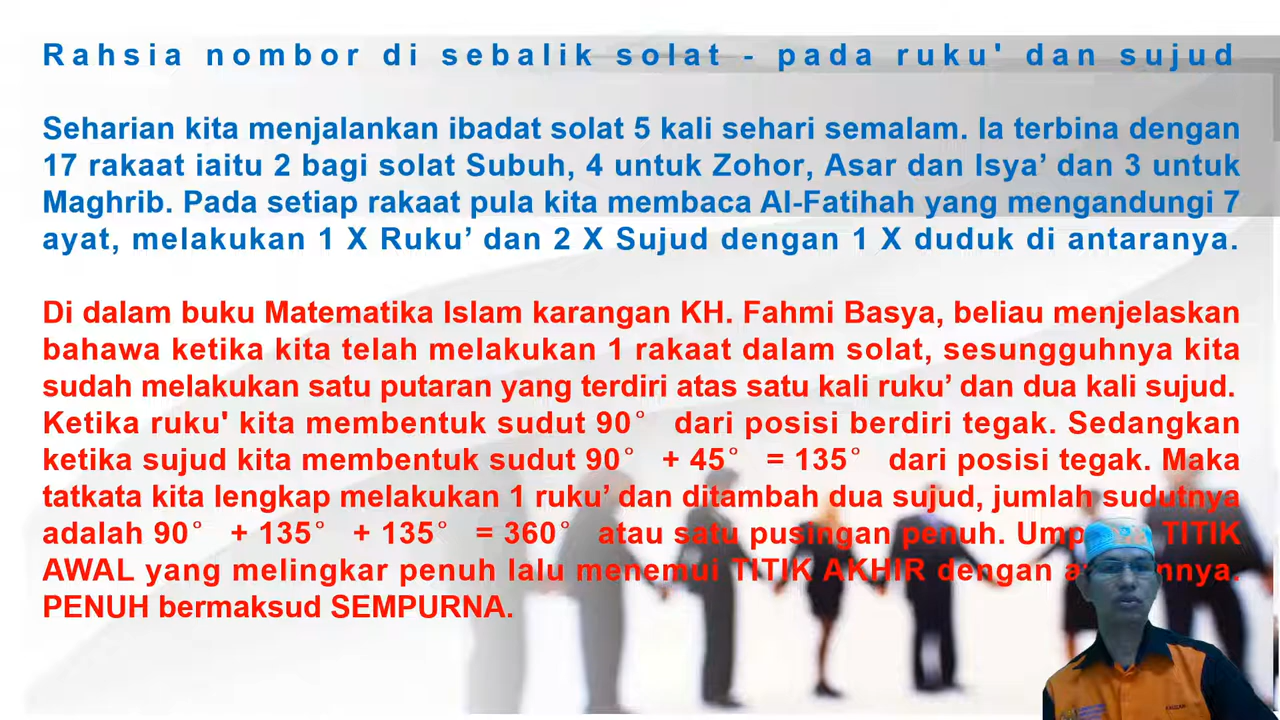 Rahsia nombor di sebalik solat - pada ruku' dan sujud
Seharian kita menjalankan ibadat solat 5 kali sehari semalam. Ia terbina dengan
17 rakaat iaitu 2 bagi solat Subuh, 4 untuk Zohor, Asar dan Isya’ dan 3 untuk
Maghrib. Pada setiap rakaat pula kita membaca Al-Fatihah yang mengandungi 7
ayat, melakukan 1 X Ruku’ dan 2 X Sujud dengan 1 X duduk di antaranya.
Di dalam buku Matematika Islam karangan KH. Fahmi Basya, beliau menjelaskan
bahawa ketika kita telah melakukan 1 rakaat dalam solat, sesungguhnya kita
sudah melakukan satu putaran yang terdiri atas satu kali ruku’ dan dua kali sujud.
Ketika ruku' kita membentuk sudut 90° dari posisi berdiri tegak. Sedangkan
ketika sujud kita membentuk sudut 90° + 45° = 135° dari posisi tegak. Maka
tatkata kita lengkap melakukan 1 ruku’ dan ditambah dua sujud, jumlah sudutnya
adalah 90° + 135° + 135° = 360° atau satu pusingan penuh. TITIK
AWAL yang melingkar penuh lalu menemui TITIK AKHIR dengan
PENUH bermaksud SEMPURNA.